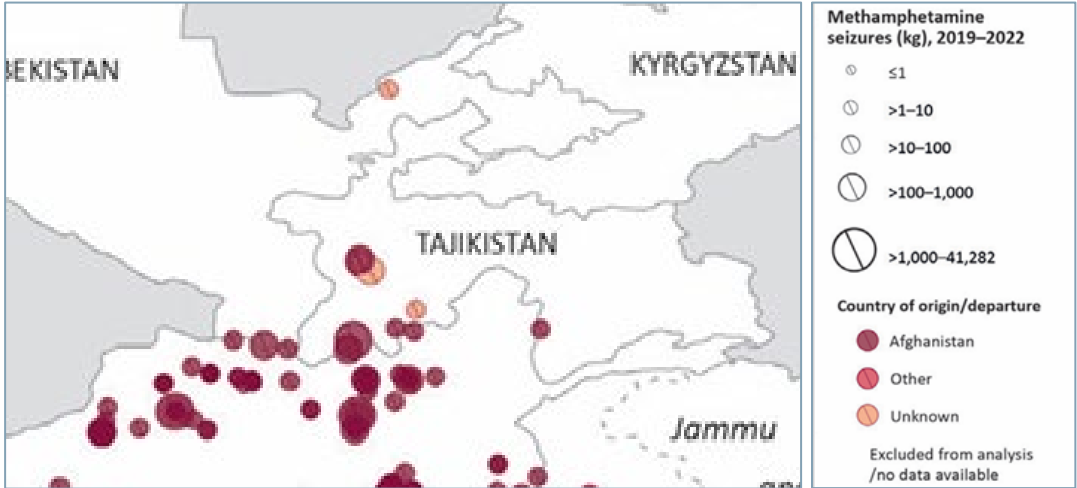 BEKISTAN
KYRGYZSTAN
TAJIKISTAN
Jammu
Methamphetamine
seizures (kg), 2019–2022
≤1
>1–10
>10–100
>100–1,000
>1,000–41,282
Country of origin/departure
Afghanistan
Other
Unknown
Excluded from analysis
/no data available